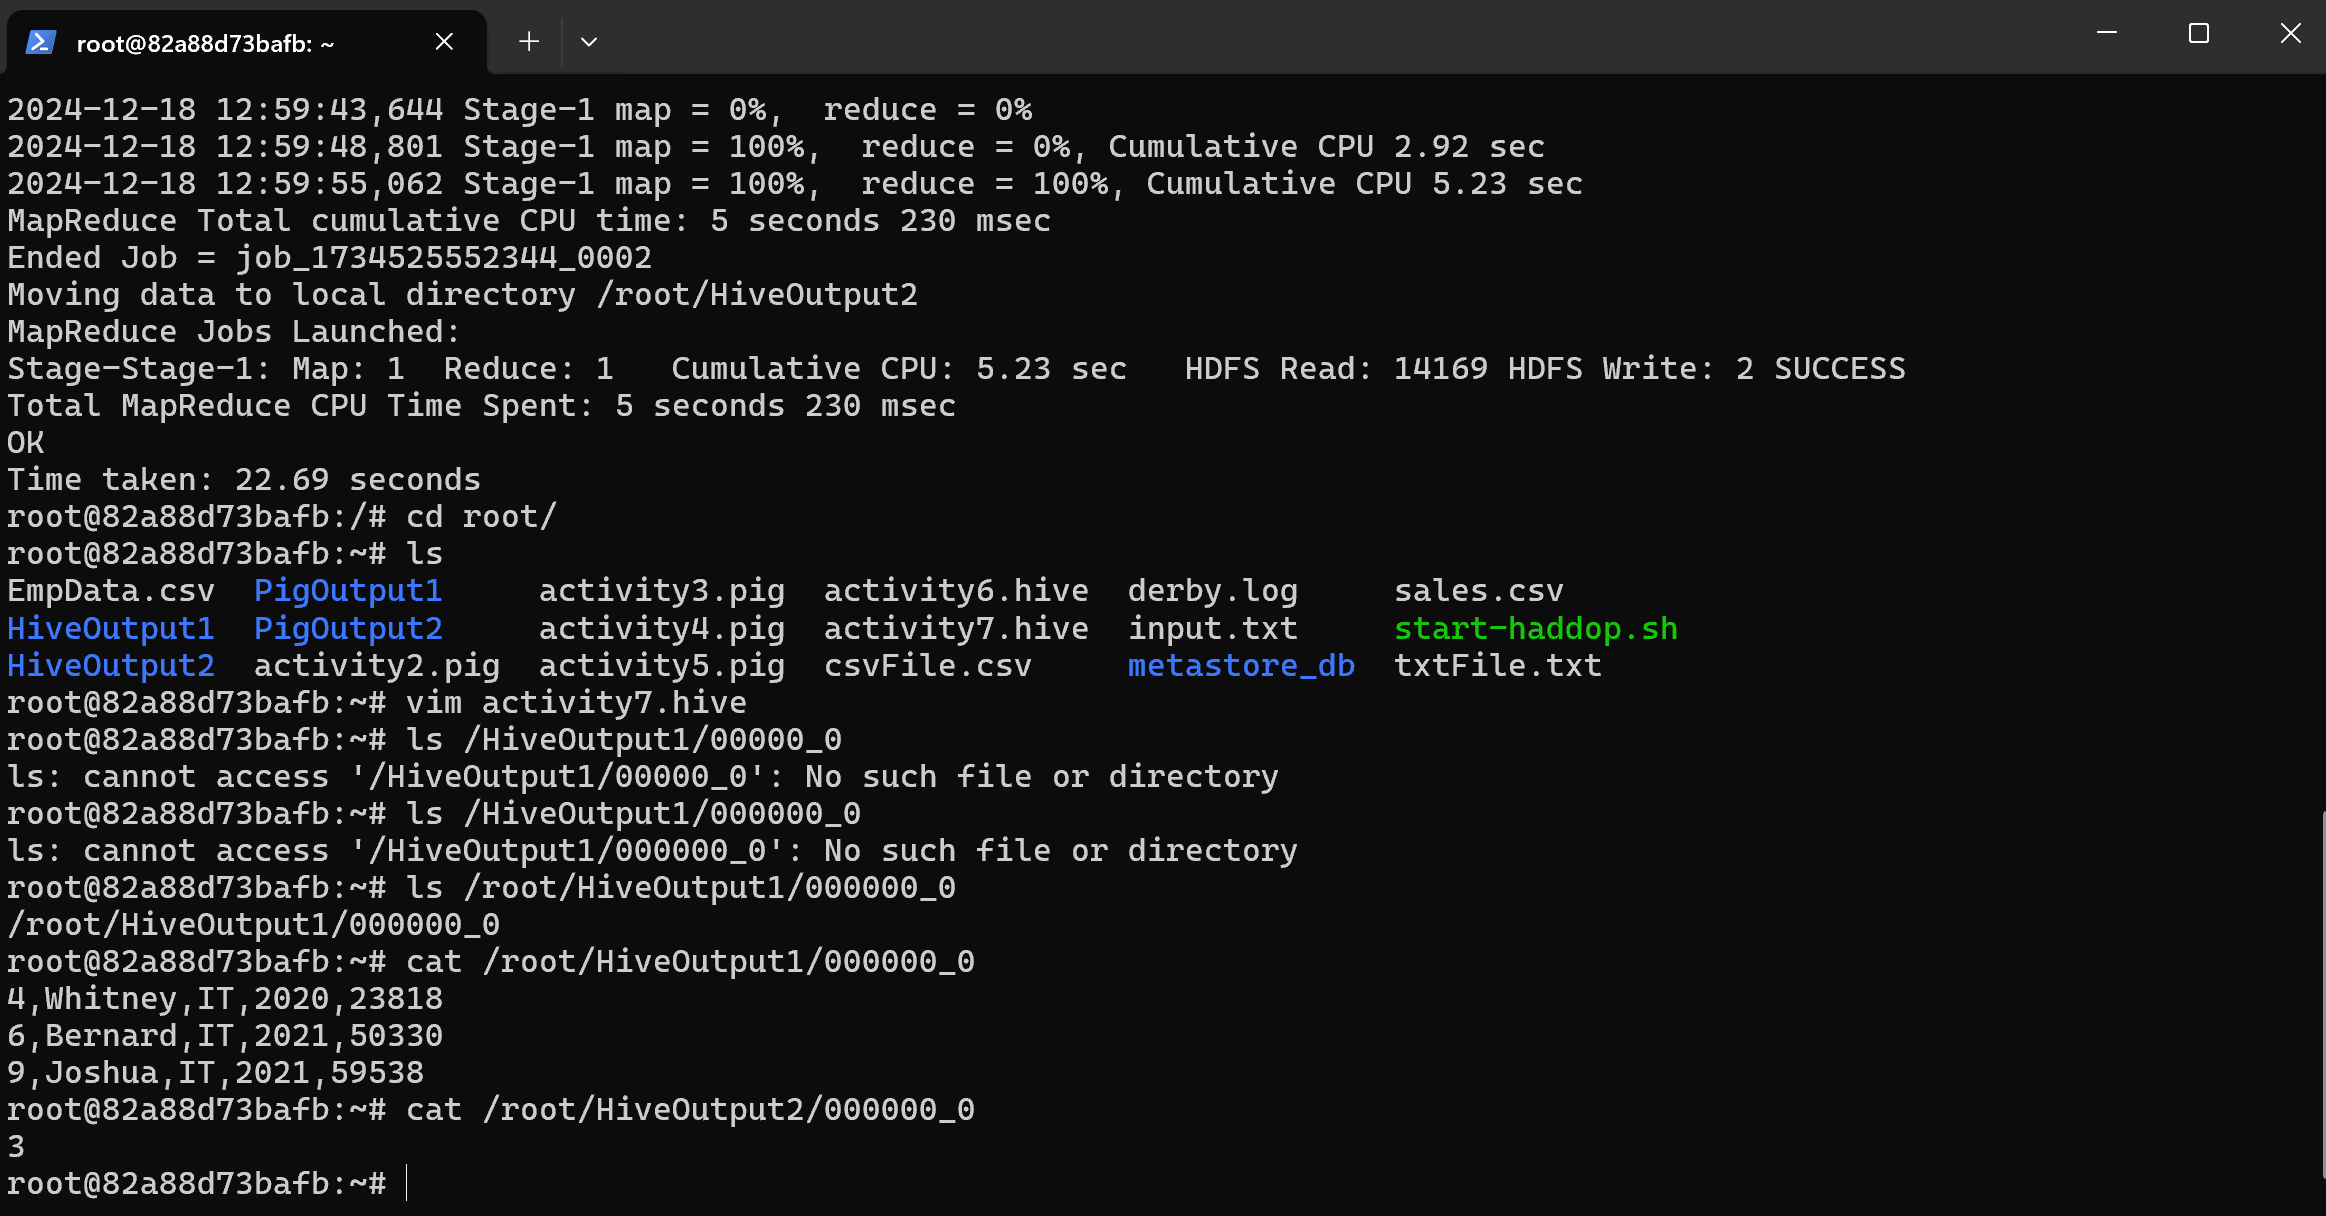 root@82a88d73bafb: ~
2024-12-18 12:59:43,644 Stage-1 map = 0%,  reduce = 0%
2024-12-18 12:59:48,801 Stage-1 map = 100%,  reduce = 0%, Cumulative CPU 2.92 sec
2024-12-18 12:59:55,062 Stage-1 map = 100%,  reduce = 100%, Cumulative CPU 5.23 sec
MapReduce Total cumulative CPU time: 5 seconds 230 msec
Ended Job = job_1734525552344_0002
Moving data to local directory /root/HiveOutput2
MapReduce Jobs Launched:
Stage-Stage-1: Map: 1  Reduce: 1   Cumulative CPU: 5.23 sec   HDFS Read: 14169 HDFS Write: 2 SUCCESS
Total MapReduce CPU Time Spent: 5 seconds 230 msec
OK
Time taken: 22.69 seconds
root@82a88d73bafb:/# cd root/
root@82a88d73bafb:~# ls
EmpData.csv  PigOutput1     activity3.pig  activity6.hive  derby.log     sales.csv
HiveOutput1  PigOutput2     activity4.pig  activity7.hive  input.txt     start-haddop.sh
HiveOutput2  activity2.pig  activity5.pig  csvFile.csv     metastore_db  txtFile.txt
root@82a88d73bafb:~# vim activity7.hive
root@82a88d73bafb:~# ls /HiveOutput1/00000_0
ls: cannot access '/HiveOutput1/00000_0': No such file or directory
root@82a88d73bafb:~# ls /HiveOutput1/000000_0
ls: cannot access '/HiveOutput1/000000_0': No such file or directory
root@82a88d73bafb:~# ls /root/HiveOutput1/000000_0
/root/HiveOutput1/000000_0
root@82a88d73bafb:~# cat /root/HiveOutput1/000000_0
4,Whitney,IT,2020,23818
6,Bernard,IT,2021,50330
9,Joshua,IT,2021,59538
root@82a88d73bafb:~# cat /root/HiveOutput2/000000_0
3
root@82a88d73bafb:~#